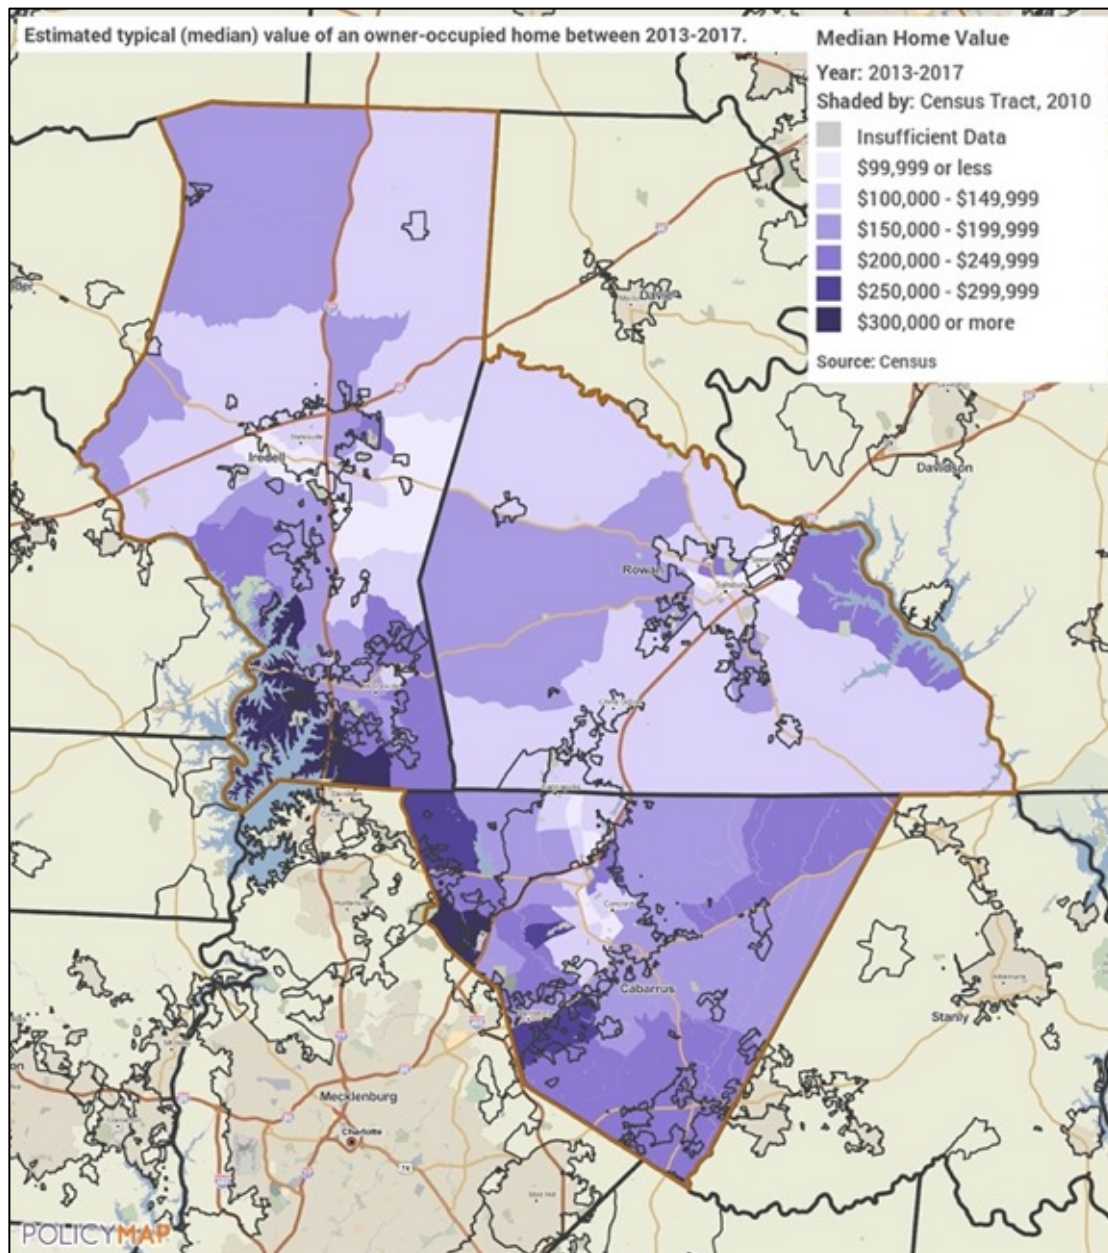 Estimated typical (median) value of an owner-occupied home between 2013-2017.
Median Home Value
Year: 2013-2017
Shaded by: Census Tract, 2010
Insufficient Data
$99,999 or less
$100,000 - $149,999
$150,000 - $199,999
$200,000 - $249,999
$250,000 - $299,999
$300,000 or more
Source: Census
Davie
Davidson
Iredell
Rowan
Concord
Cabarrus
Stanly
Mecklenburg
Charlotte
74
POLICYMAP